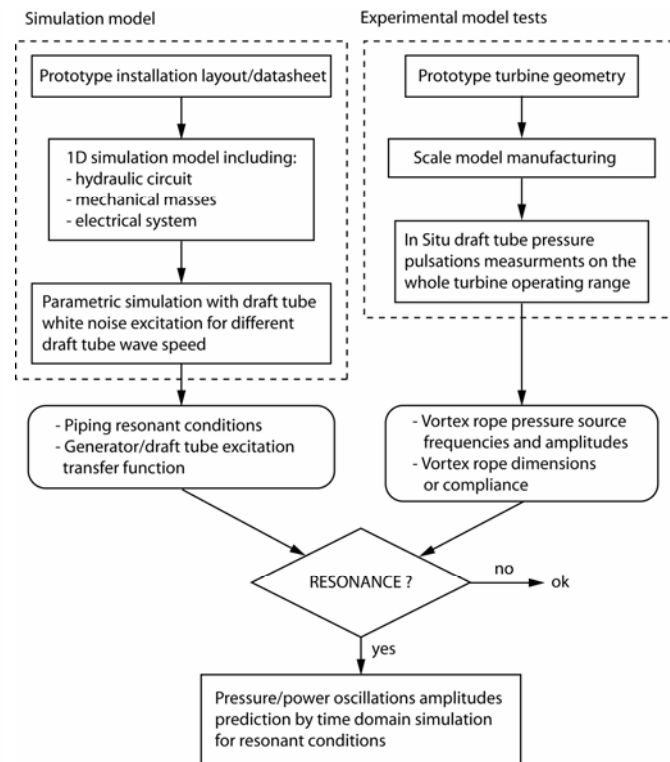 Simulation model
Prototype installation layout/datasheet
1D simulation model including:
- hydraulic circuit
- mechanical masses
- electrical system
Parametric simulation with draft tube
white noise excitation for different
draft tube wave speed
- Piping resonant conditions
- Generator/draft tube excitation
transfer function
Experimental model tests
Prototype turbine geometry
Scale model manufacturing
In Situ draft tube pressure
pulsations measurments on the
whole turbine operating range
- Vortex rope pressure source
frequencies and amplitudes
- Vortex rope dimensions
or compliance
RESONANCE ?
no
ok
yes
Pressure/power oscillations amplitudes
prediction by time domain simulation
for resonant conditions